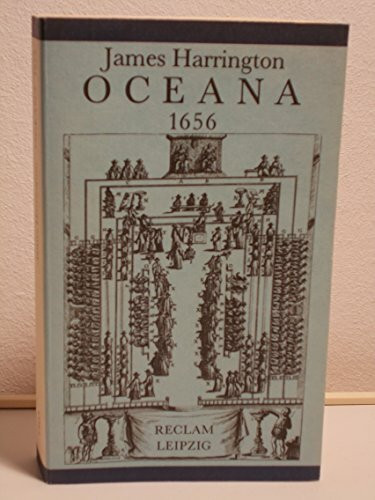 James Harrington
OCEANA
1656
RECLAM
LEIPZIG